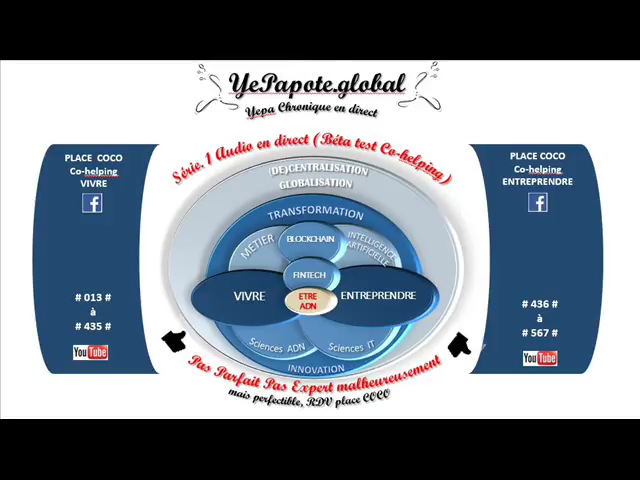 YePapote.global
Yepa Chronique en direct
Série. 1 Audio en direct ( Béta test Co-helping)
PLACE COCO
Co-helping
VIVRE
# 013 #
à
# 435 #
YouTube
(DE)CENTRALISATION
GLOBALISATION
TRANSFORMATION
METIER
BLOCKCHAIN
INTELLIGENCE
ARTIFICIELLE
FINTECH
VIVRE
ETRE
ADN
ENTREPRENDRE
Sciences ADN
Sciences IT
INNOVATION
PLACE COCO
Co-helping
ENTREPRENDRE
# 436 #
à
# 567 #
YouTube
Pas Parfait Pas Expert malheureusement
mais perfectible, RDV place COCO